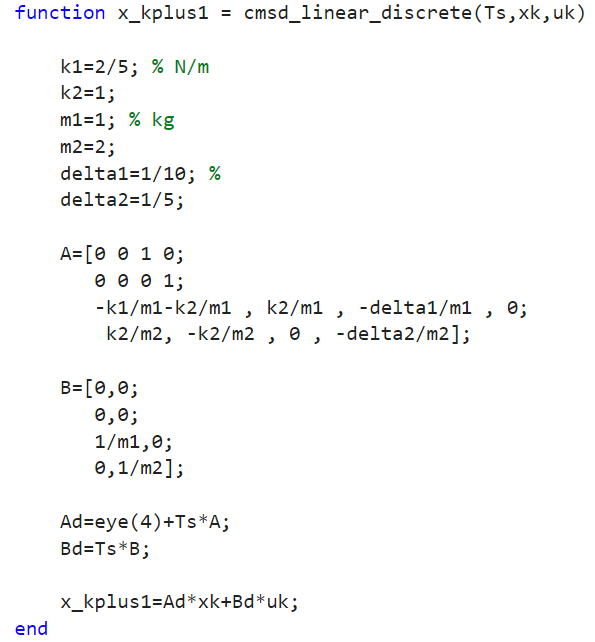 function x_kplus1 = cmsd_linear_discrete(Ts,xk,uk)
k1=2/5; % N/m
k2=1;
m1=1; % kg
m2=2;
delta1=1/10; %
delta2=1/5;
A=[0 0 1 0;
0 0 0 1;
-k1/m1-k2/m1 , k2/m1 , -delta1/m1 , 0;
k2/m2, -k2/m2 , 0 , -delta2/m2];
B=[0,0;
0,0;
1/m1,0;
0,1/m2];
Ad=eye(4)+Ts*A;
Bd=Ts*B;
x_kplus1=Ad*xk+Bd*uk;
end